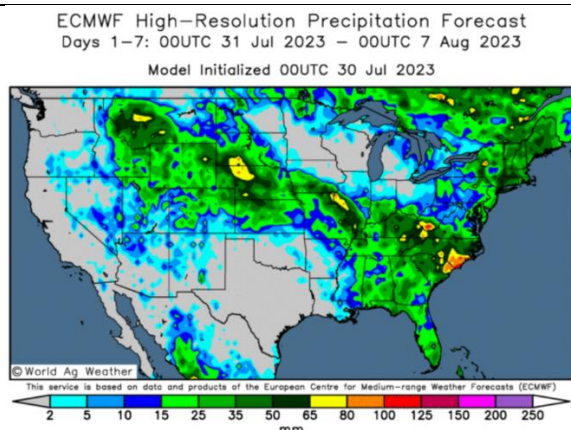 ECMWF High-Resolution Precipitation Forecast
Days 1-7: 00UTC 31 Jul 2023 - 00UTC 7 Aug 2023
Model Initialized 00UTC 30 Jul 2023
© World Ag Weather
This service is based on data and products of the European Centre for Medium-range Weather Forecasts (ECMWF)
2 5 10 15 25 35 50 65 80 100 125 150 200 250
mm